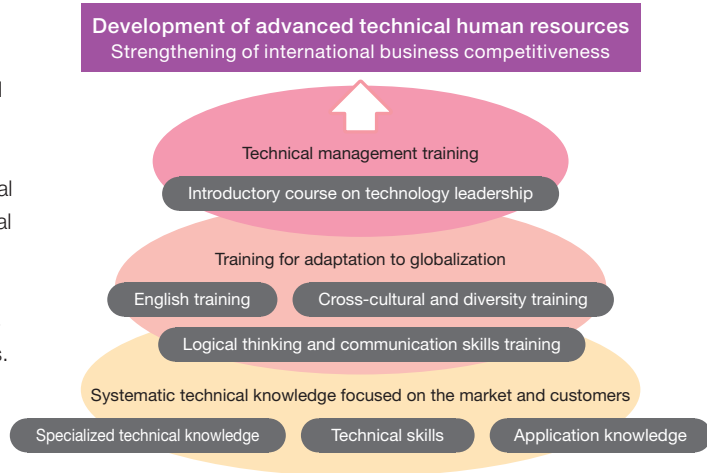 Development of advanced technical human resources
Strengthening of international business competitiveness
Technical management training
al
Introductory course on technology leadership
al
Training for adaptation to globalization
English training
Cross-cultural and diversity training
Logical thinking and communication skills training
s.
Systematic technical knowledge focused on the market and customers
Specialized technical knowledge
Technical skills
Application knowledge